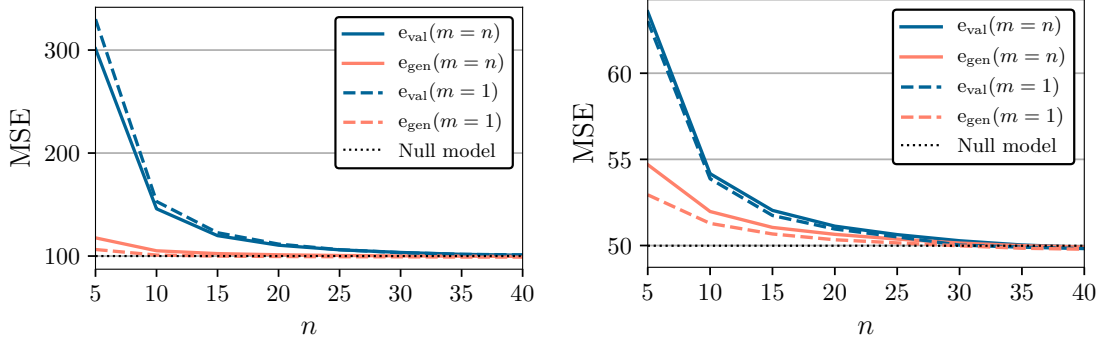 MSE
300
200
100
5 10 15 20 25 30 35 40
n
e_val(m = n)
e_gen(m = n)
e_val(m = 1)
e_gen(m = 1)
Null model
MSE
60
55
50
5 10 15 20 25 30 35 40
n
e_val(m = n)
e_gen(m = n)
e_val(m = 1)
e_gen(m = 1)
Null model